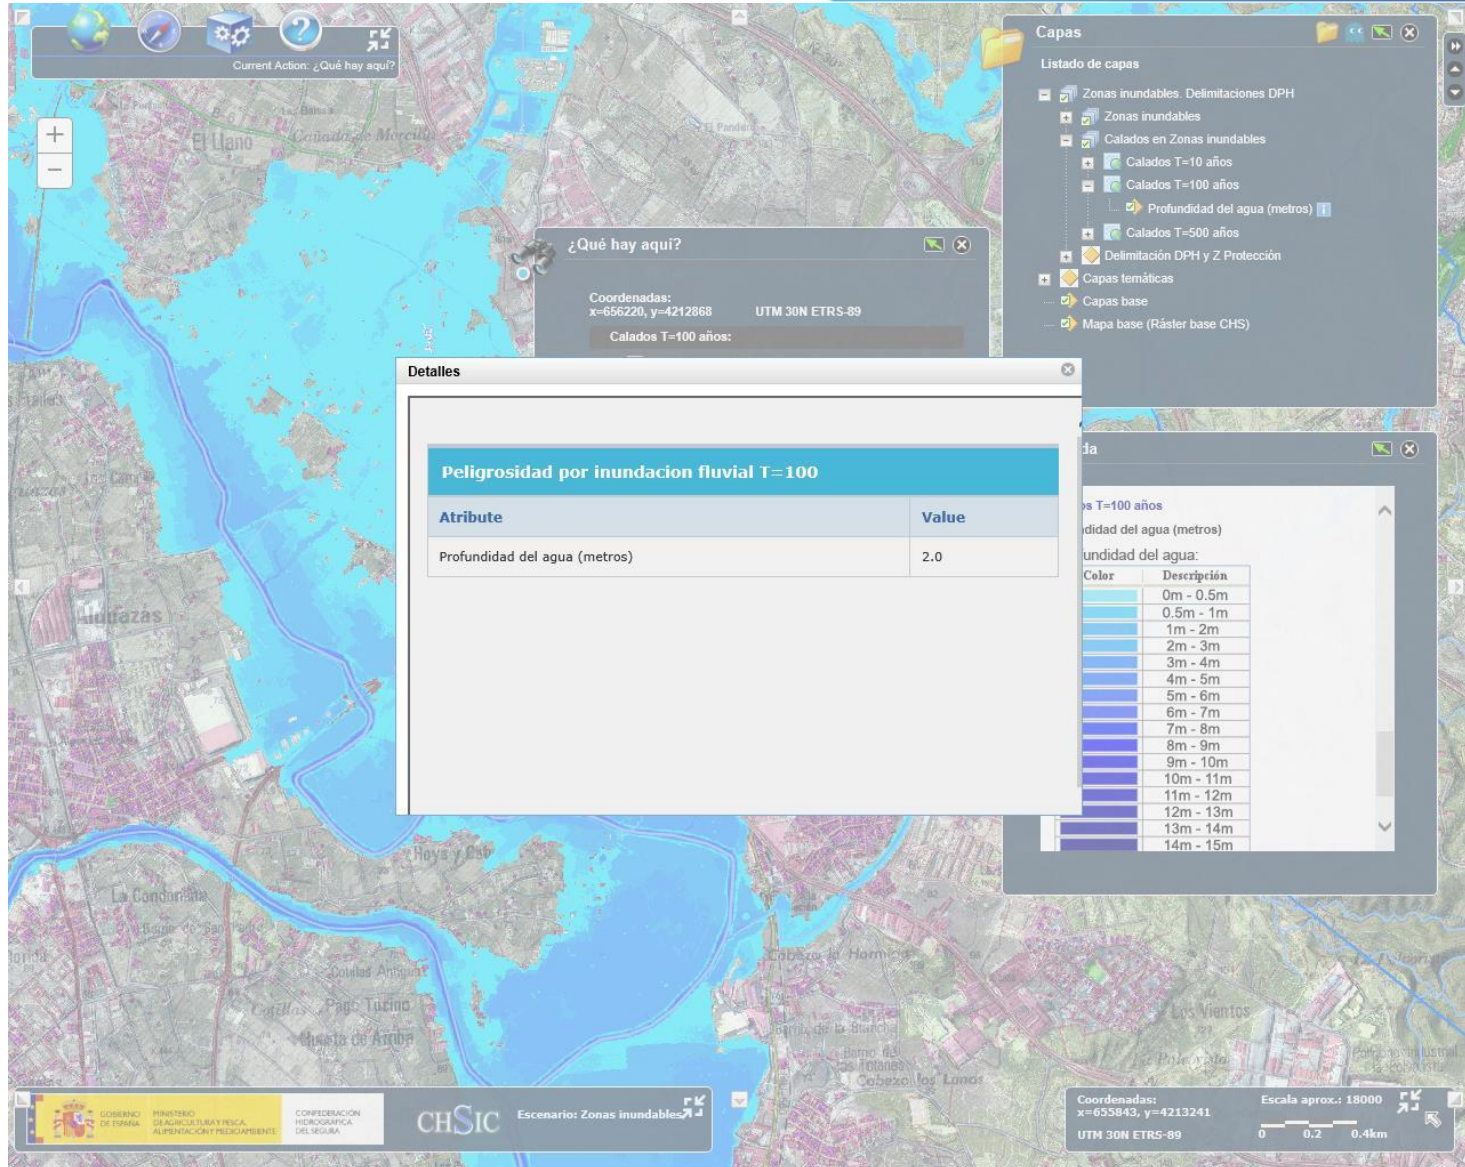 Current Action: ¿Qué hay aquí?
+
−
El Llano
Cañada de Morcillo
El Pandero
Capas
Listado de capas
Zonas inundables. Delimitaciones DPH
Zonas inundables
Calados en Zonas inundables
Calados T=10 años
Calados T=100 años
Profundidad del agua (metros)
Calados T=500 años
Delimitación DPH y Z Protección
Capas temáticas
Capas base
Mapa base (Ráster base CHS)
¿Qué hay aquí?
Coordenadas:
x=656220, y=4212868 UTM 30N ETRS-89
Calados T=100 años:
Detalles
Peligrosidad por inundacion fluvial T=100
Atribute Value
Profundidad del agua (metros) 2.0
da
os T=100 años
ndidad del agua (metros)
undidad del agua:
Color Descripción
0m - 0.5m
0.5m - 1m
1m - 2m
2m - 3m
3m - 4m
4m - 5m
5m - 6m
6m - 7m
7m - 8m
8m - 9m
9m - 10m
10m - 11m
11m - 12m
12m - 13m
13m - 14m
14m - 15m
Alguazas
La Condomina
Cotillas
Pago Turino
Huerta de Arriba
Los Vientos
Cabezo los Lanos
GOBIERNO DE ESPAÑA
MINISTERIO DE AGRICULTURA Y PESCA, ALIMENTACIÓN Y MEDIO AMBIENTE
CONFEDERACIÓN HIDROGRÁFICA DEL SEGURA
CHSIC
Escenario: Zonas inundables
Coordenadas:
x=655843, y=4213241
UTM 30N ETRS-89
Escala aprox.: 18000
0 0.2 0.4km